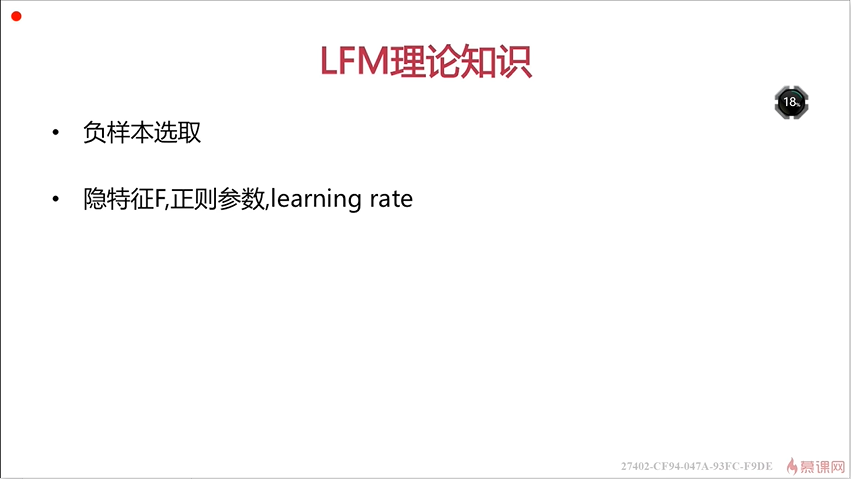 LFM理论知识
18%
• 负样本选取
• 隐特征F,正则参数,learning rate
27402-CF94-047A-93FC-F9DE
慕课网